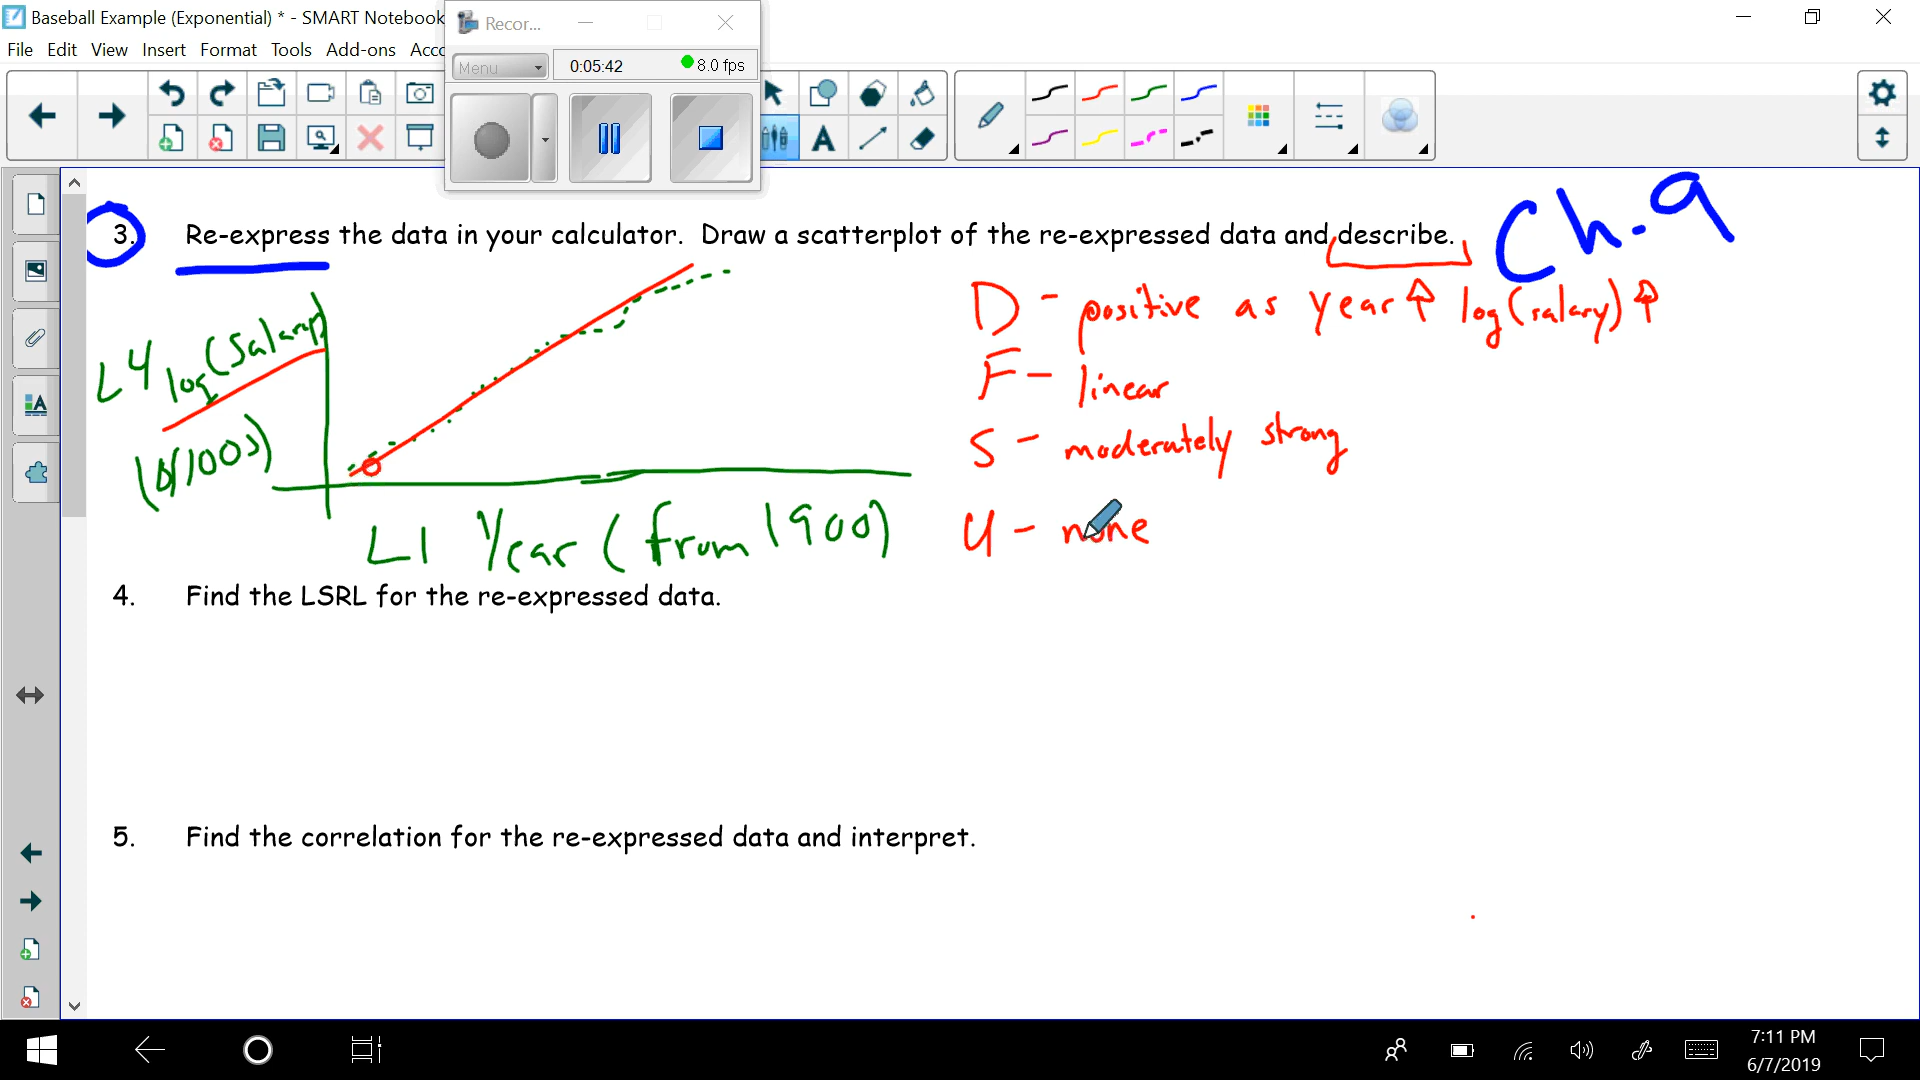 Baseball Example (Exponential) * - SMART Notebook
Recor...
File Edit View Insert Format Tools Add-ons Acco
Menu 0:05:42 8.0 fps
Ch. 9
3. Re-express the data in your calculator. Draw a scatterplot of the re-expressed data and describe.
D - positive as year ↑ log(salary) ↑
L4 log(Salary)
F - linear
S - moderately strong
L1 Year (from 1900)
U - none
4. Find the LSRL for the re-expressed data.
5. Find the correlation for the re-expressed data and interpret.
7:11 PM
6/7/2019